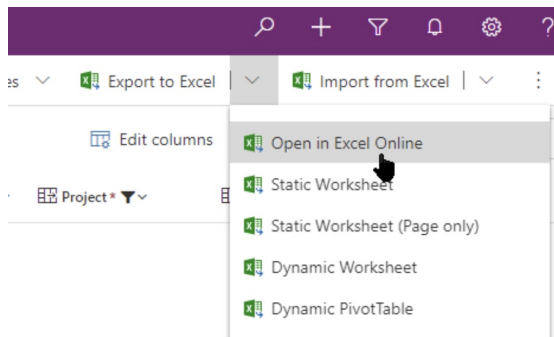 es Export to Excel Import from Excel
Edit columns
Open in Excel Online
Project *
Static Worksheet
Static Worksheet (Page only)
Dynamic Worksheet
Dynamic PivotTable